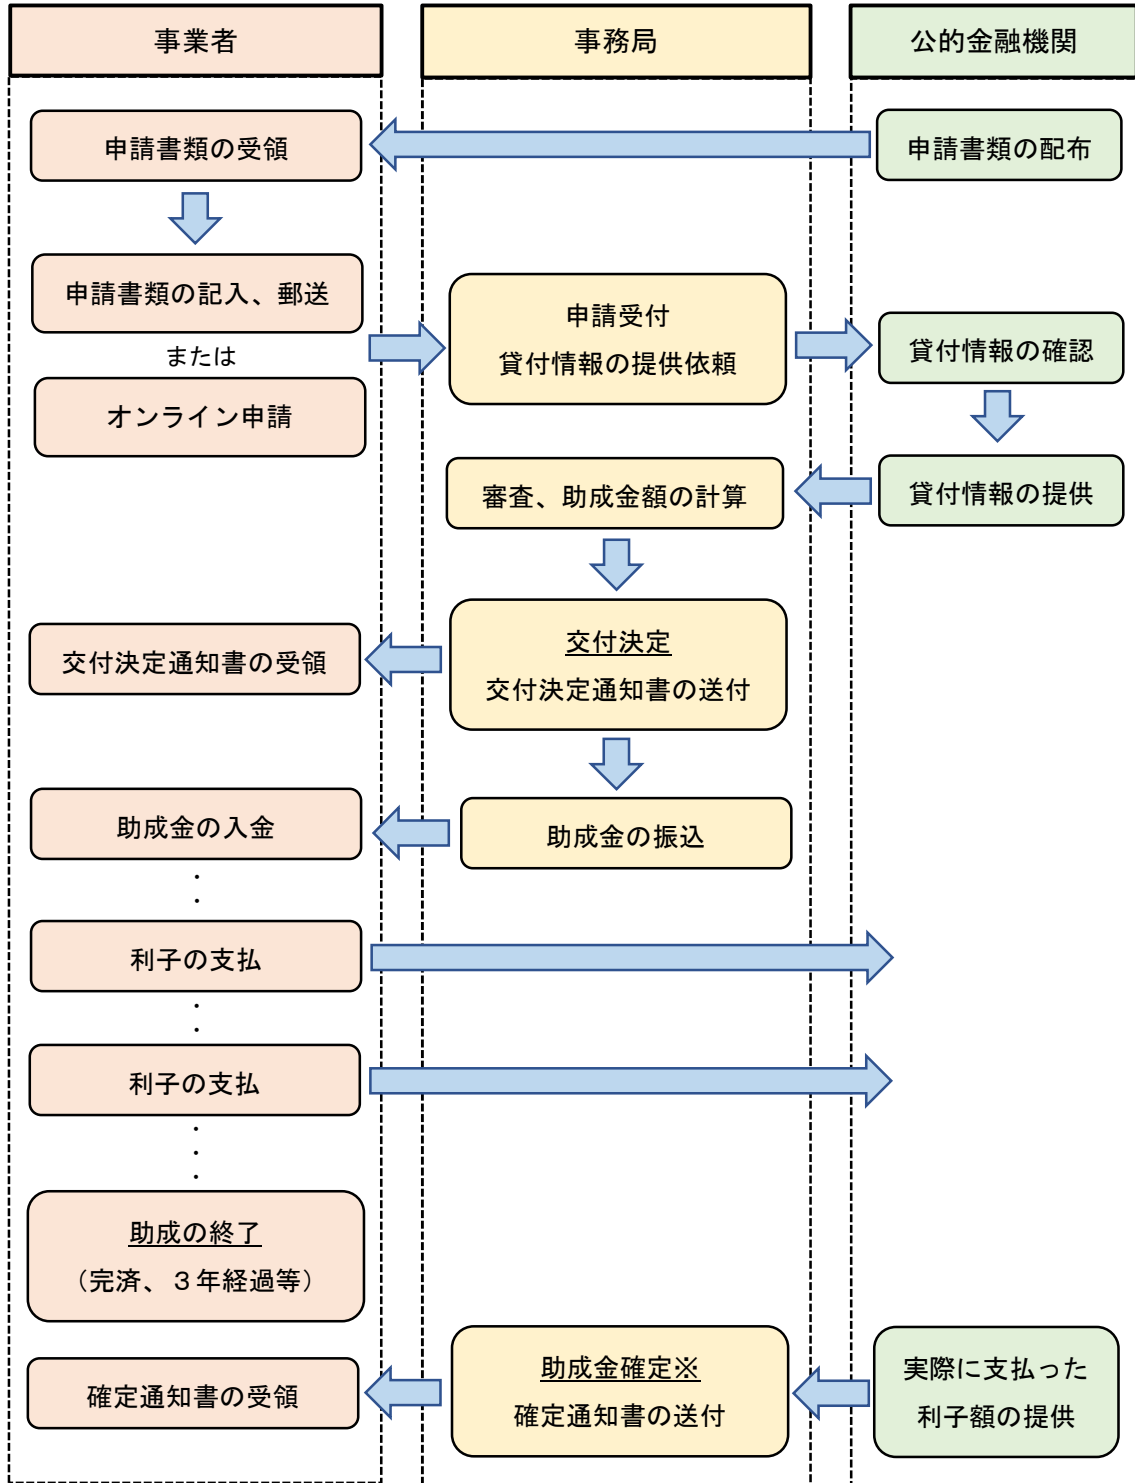 事業者
事務局
公的金融機関
申請書類の受領
申請書類の配布
申請書類の記入、郵送
または
オンライン申請
申請受付
貸付情報の提供依頼
貸付情報の確認
審査、助成金額の計算
貸付情報の提供
交付決定通知書の受領
交付決定
交付決定通知書の送付
助成金の入金
助成金の振込
利子の支払
利子の支払
助成の終了
（完済、３年経過等）
確定通知書の受領
助成金確定※
確定通知書の送付
実際に支払った
利子額の提供